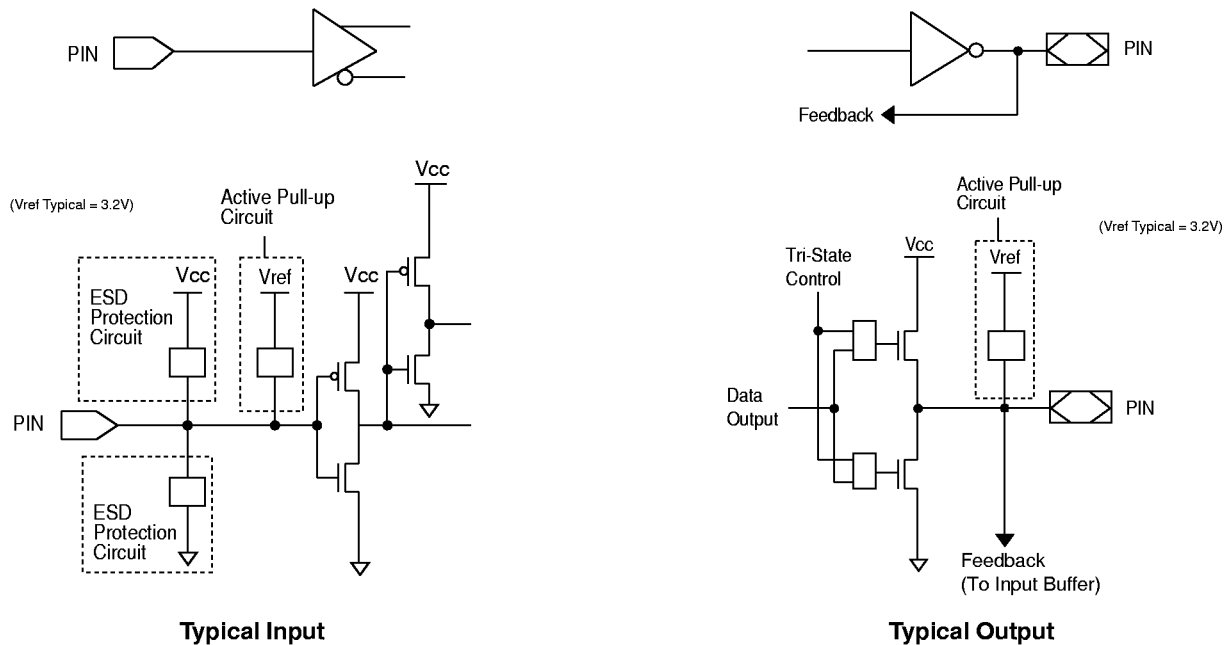 PIN
PIN
Feedback
(Vref Typical = 3.2V)
Active Pull-up
Circuit
Vcc
Vcc
Vref
Vcc
ESD
Protection
Circuit
PIN
ESD
Protection
Circuit
Typical Input
Active Pull-up
Circuit
(Vref Typical = 3.2V)
Tri-State
Control
Vcc
Vref
Data
Output
PIN
Feedback
(To Input Buffer)
Typical Output